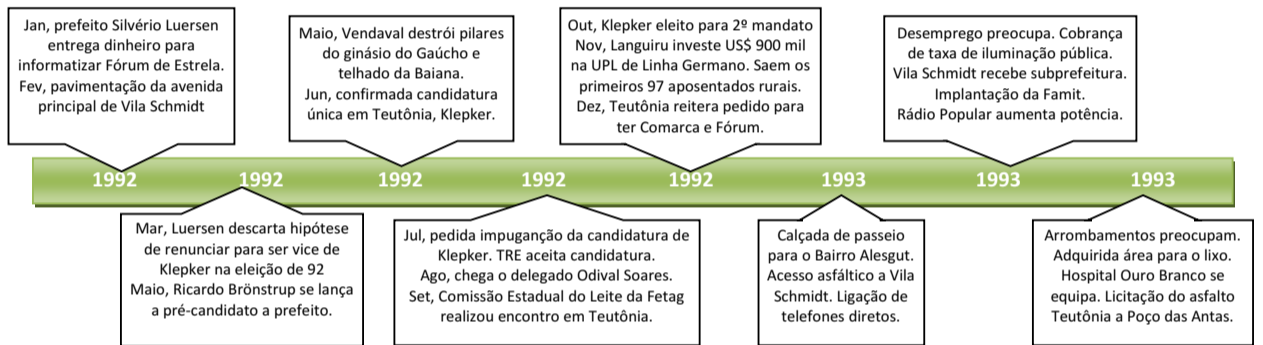 Jan, prefeito Silvério Luersen
entrega dinheiro para
informatizar Fórum de Estrela.
Fev, pavimentação da avenida
principal de Vila Schmidt
Maio, Vendaval destrói pilares
do ginásio do Gaúcho e
telhado da Baiana.
Jun, confirmada candidatura
única em Teutônia, Klepker.
Out, Klepker eleito para 2º mandato
Nov, Languiru investe US$ 900 mil
na UPL de Linha Germano. Saem os
primeiros 97 aposentados rurais.
Dez, Teutônia reitera pedido para
ter Comarca e Fórum.
Desemprego preocupa. Cobrança
de taxa de iluminação pública.
Vila Schmidt recebe subprefeitura.
Implantação da Famit.
Rádio Popular aumenta potência.
1992 1992 1992 1992 1992 1993 1993 1993
Mar, Luersen descarta hipótese
de renunciar para ser vice de
Klepker na eleição de 92
Maio, Ricardo Brönstrup se lança
a pré-candidato a prefeito.
Jul, pedida impuganção da candidatura de
Klepker. TRE aceita candidatura.
Ago, chega o delegado Odival Soares.
Set, Comissão Estadual do Leite da Fetag
realizou encontro em Teutônia.
Calçada de passeio
para o Bairro Alesgut.
Acesso asfáltico a Vila
Schmidt. Ligação de
telefones diretos.
Arrombamentos preocupam.
Adquirida área para o lixo.
Hospital Ouro Branco se
equipa. Licitação do asfalto
Teutônia a Poço das Antas.